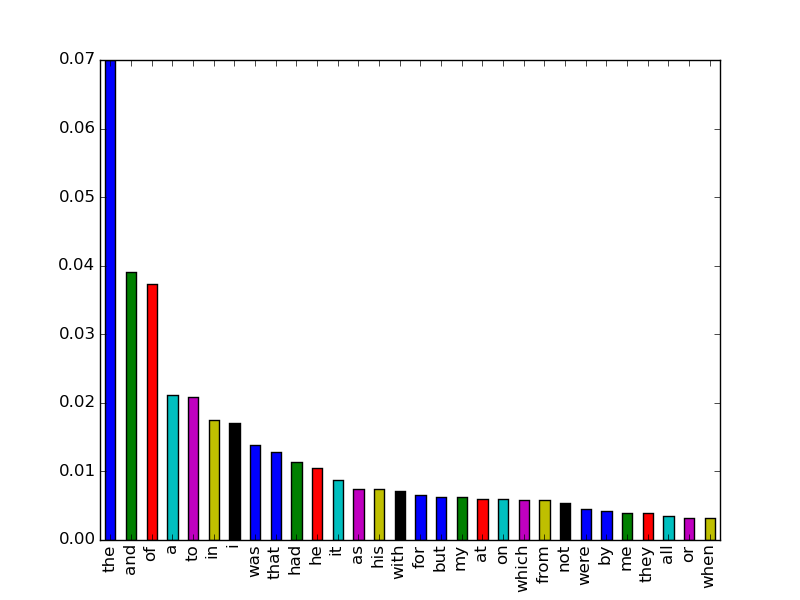 0.07
0.06
0.05
0.04
0.03
0.02
0.01
0.00
the
and
of
a
to
in
i
was
that
had
he
it
as
his
with
for
but
my
at
on
which
from
not
were
by
me
they
all
or
when